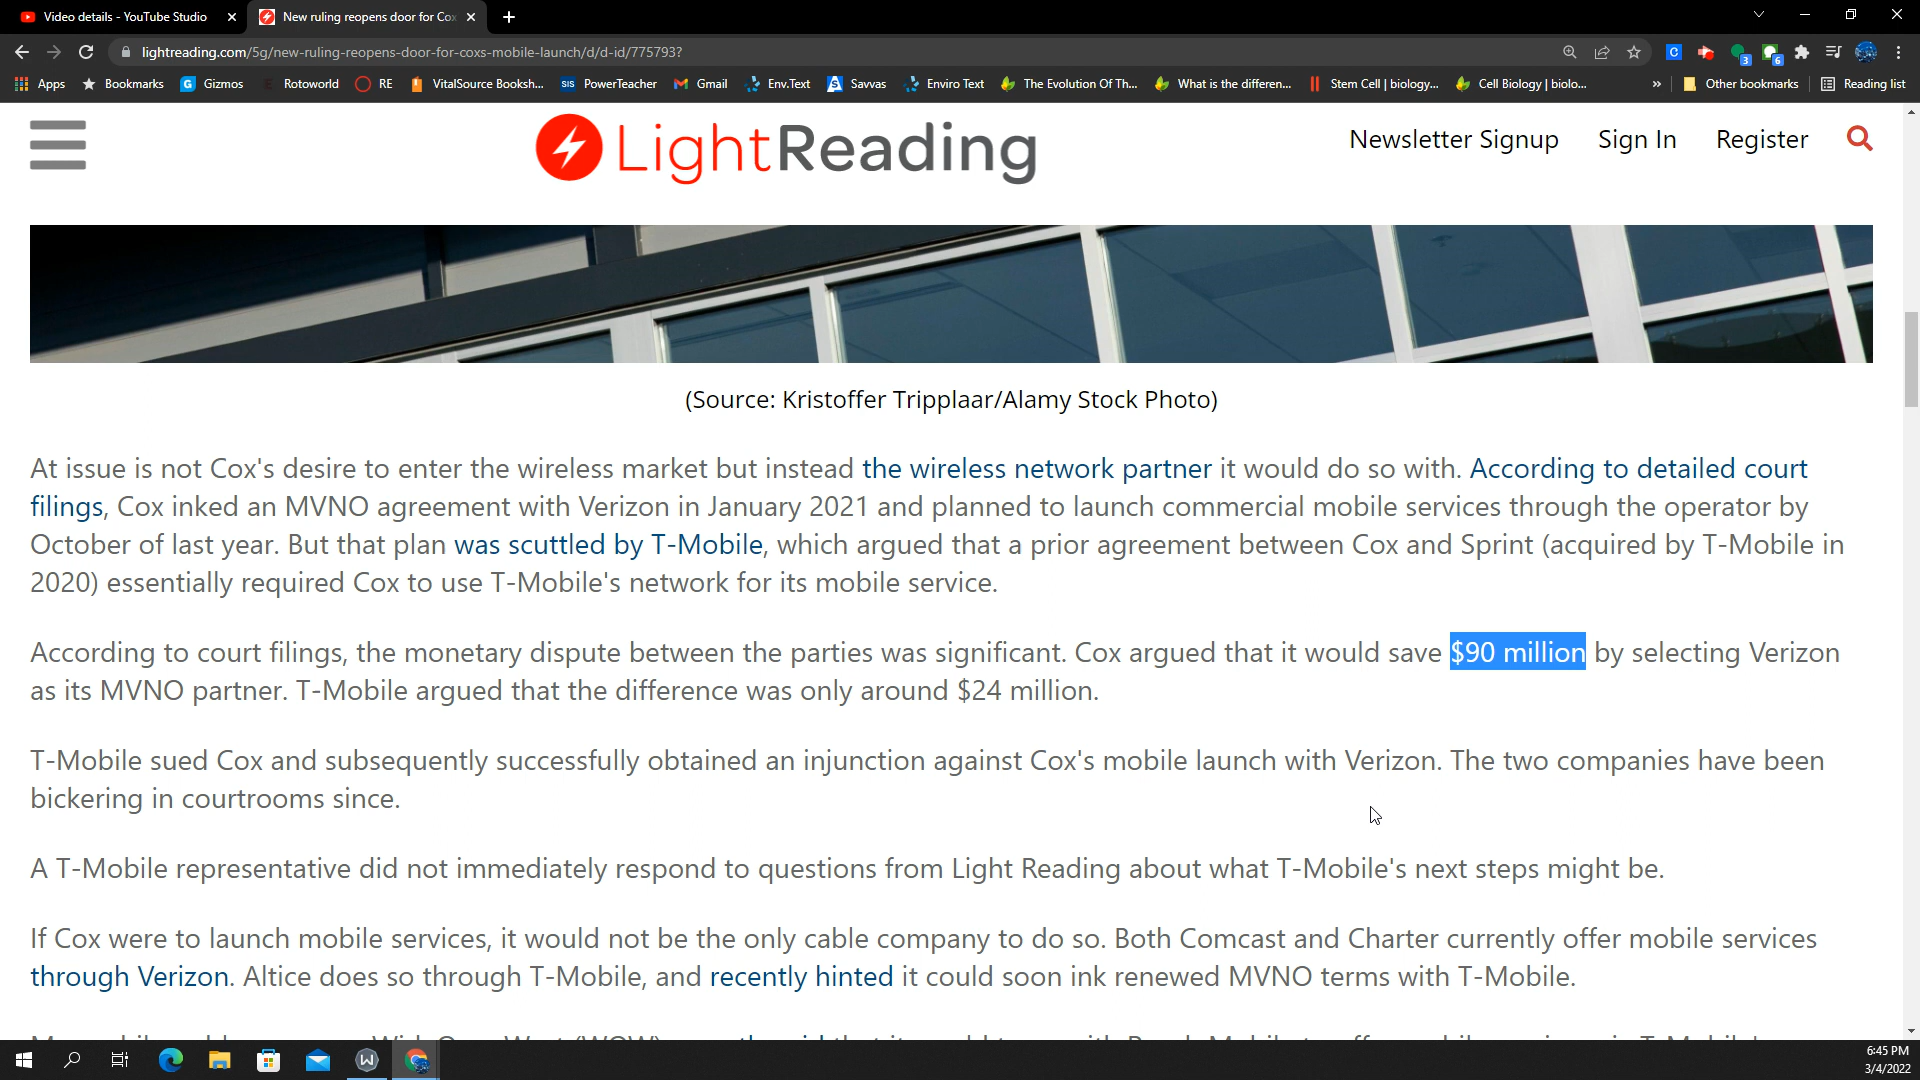 Video details - YouTube Studio
New ruling reopens door for Cox
lightreading.com/5g/new-ruling-reopens-door-for-coxs-mobile-launch/d/d-id/775793?
Apps Bookmarks Gizmos Rotoworld RE VitalSource Booksh... PowerTeacher Gmail Env.Text Savvas Enviro Text The Evolution Of Th... What is the differen... Stem Cell | biology... Cell Biology | biolo... » Other bookmarks Reading list
LightReading
Newsletter Signup Sign In Register
(Source: Kristoffer Tripplaar/Alamy Stock Photo)
At issue is not Cox's desire to enter the wireless market but instead the wireless network partner it would do so with. According to detailed court
filings, Cox inked an MVNO agreement with Verizon in January 2021 and planned to launch commercial mobile services through the operator by
October of last year. But that plan was scuttled by T-Mobile, which argued that a prior agreement between Cox and Sprint (acquired by T-Mobile in
2020) essentially required Cox to use T-Mobile's network for its mobile service.
According to court filings, the monetary dispute between the parties was significant. Cox argued that it would save $90 million by selecting Verizon
as its MVNO partner. T-Mobile argued that the difference was only around $24 million.
T-Mobile sued Cox and subsequently successfully obtained an injunction against Cox's mobile launch with Verizon. The two companies have been
bickering in courtrooms since.
A T-Mobile representative did not immediately respond to questions from Light Reading about what T-Mobile's next steps might be.
If Cox were to launch mobile services, it would not be the only cable company to do so. Both Comcast and Charter currently offer mobile services
through Verizon. Altice does so through T-Mobile, and recently hinted it could soon ink renewed MVNO terms with T-Mobile.
6:45 PM
3/4/2022